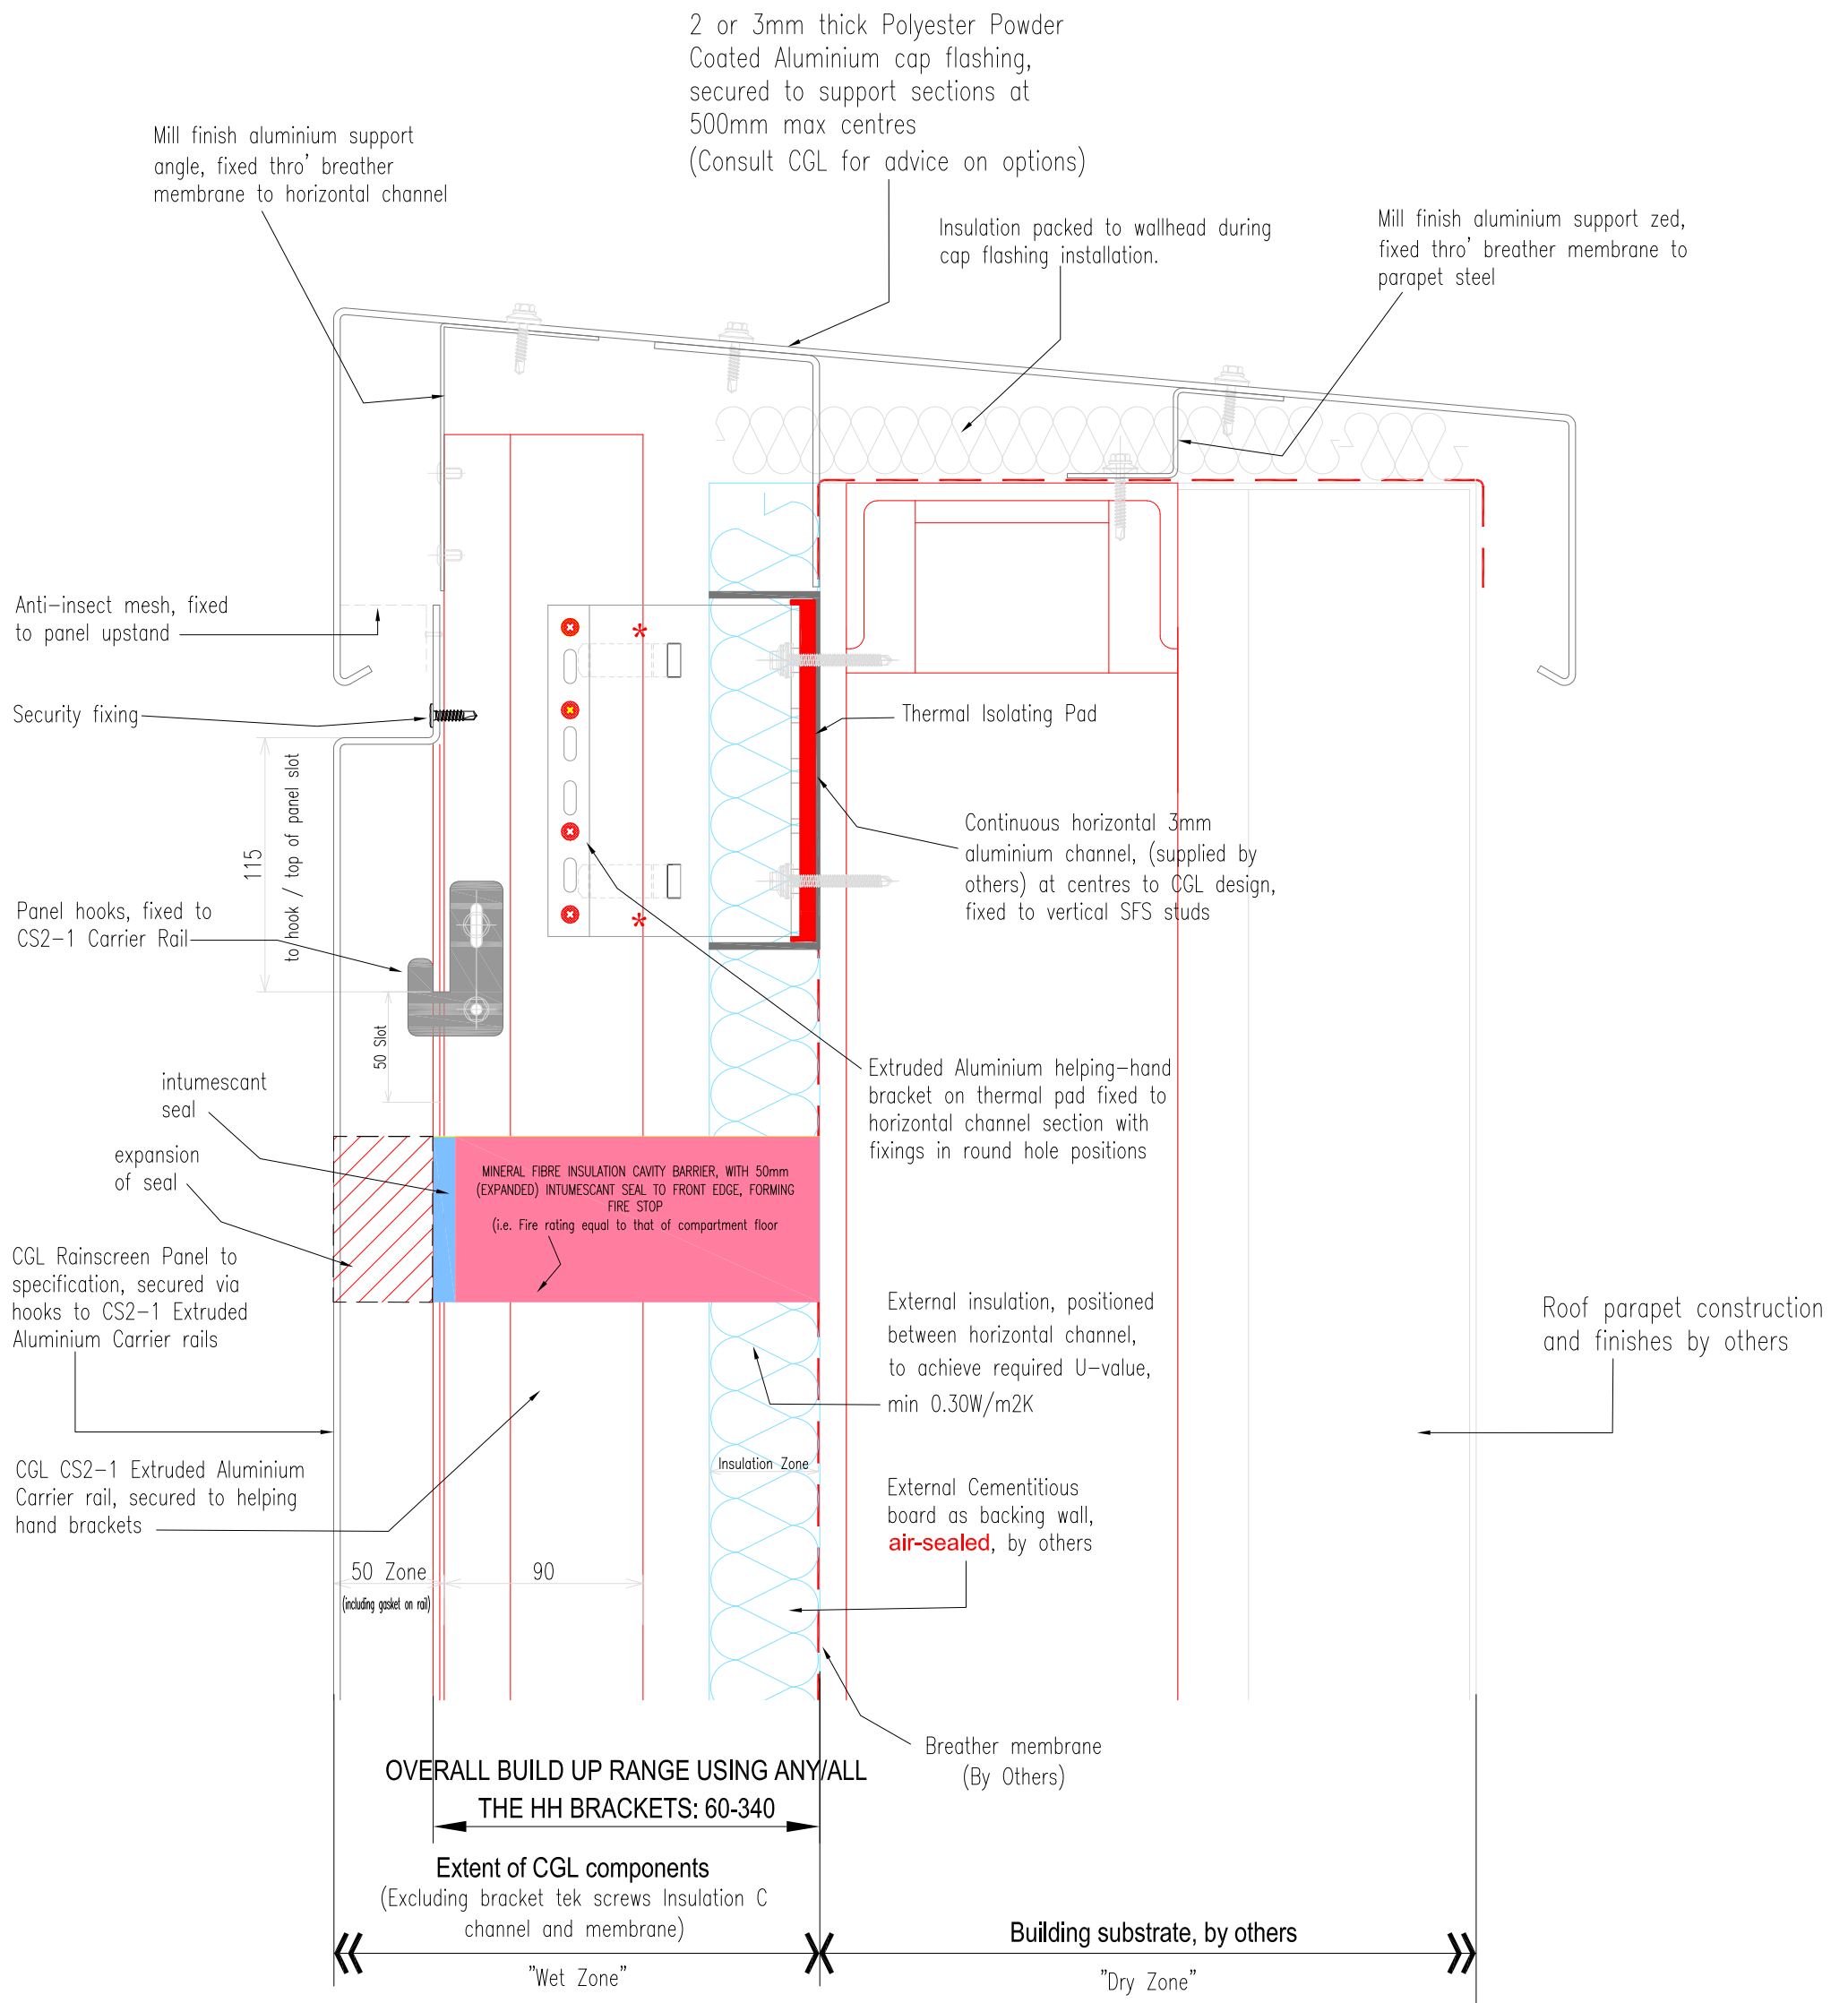 2 or 3mm thick Polyester Powder
Coated Aluminium cap flashing,
secured to support sections at
500mm max centres
(Consult CGL for advice on options)
Mill finish aluminium support
angle, fixed thro' breather
membrane to horizontal channel
Insulation packed to wallhead during
cap flashing installation.
Mill finish aluminium support zed,
fixed thro' breather membrane to
parapet steel
Anti-insect mesh, fixed
to panel upstand
*
Security fixing
Thermal Isolating Pad
115
to hook / top of panel slot
Continuous horizontal 3mm
aluminium channel, (supplied by
others) at centres to CGL design,
fixed to vertical SFS studs
Panel hooks, fixed to
CS2-1 Carrier Rail
*
50 Slot
Extruded Aluminium helping-hand
bracket on thermal pad fixed to
horizontal channel section with
fixings in round hole positions
intumescant
seal
expansion
of seal
MINERAL FIBRE INSULATION CAVITY BARRIER, WITH 50mm
(EXPANDED) INTUMESCANT SEAL TO FRONT EDGE, FORMING
FIRE STOP
(i.e. Fire rating equal to that of compartment floor
CGL Rainscreen Panel to
specification, secured via
hooks to CS2-1 Extruded
Aluminium Carrier rails
External insulation, positioned
between horizontal channel,
to achieve required U-value,
min 0.30W/m2K
Roof parapet construction
and finishes by others
CGL CS2-1 Extruded Aluminium
Carrier rail, secured to helping
hand brackets
Insulation Zone
External Cementitious
board as backing wall,
air-sealed, by others
50 Zone
(including gasket on rail)
90
Breather membrane
(By Others)
OVERALL BUILD UP RANGE USING ANY/ALL
THE HH BRACKETS: 60-340
Extent of CGL components
(Excluding bracket tek screws Insulation C
channel and membrane)
"Wet Zone"
Building substrate, by others
"Dry Zone"